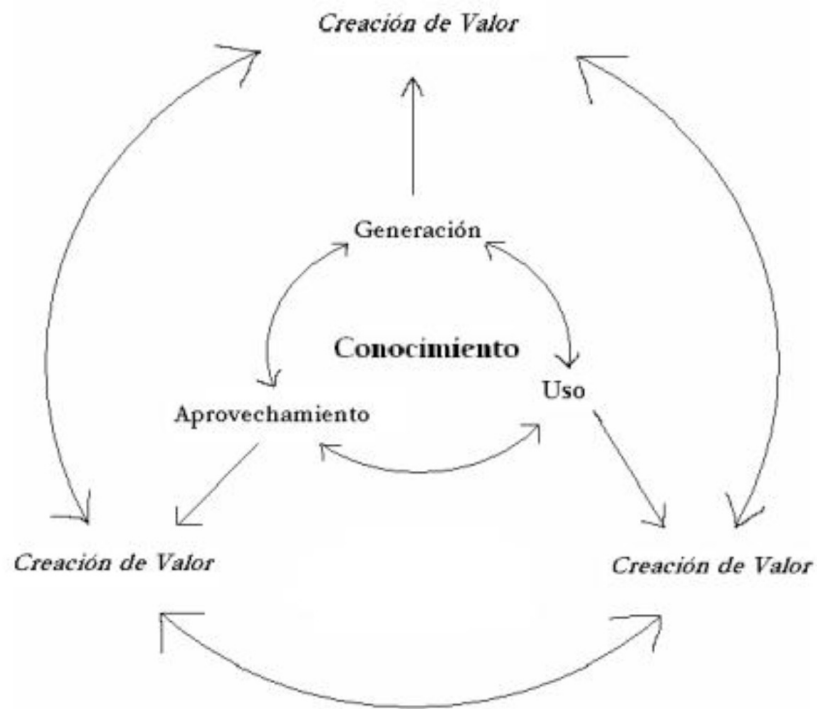 Creación de Valor
Generación
Conocimiento
Uso
Aprovechamiento
Creación de Valor
Creación de Valor